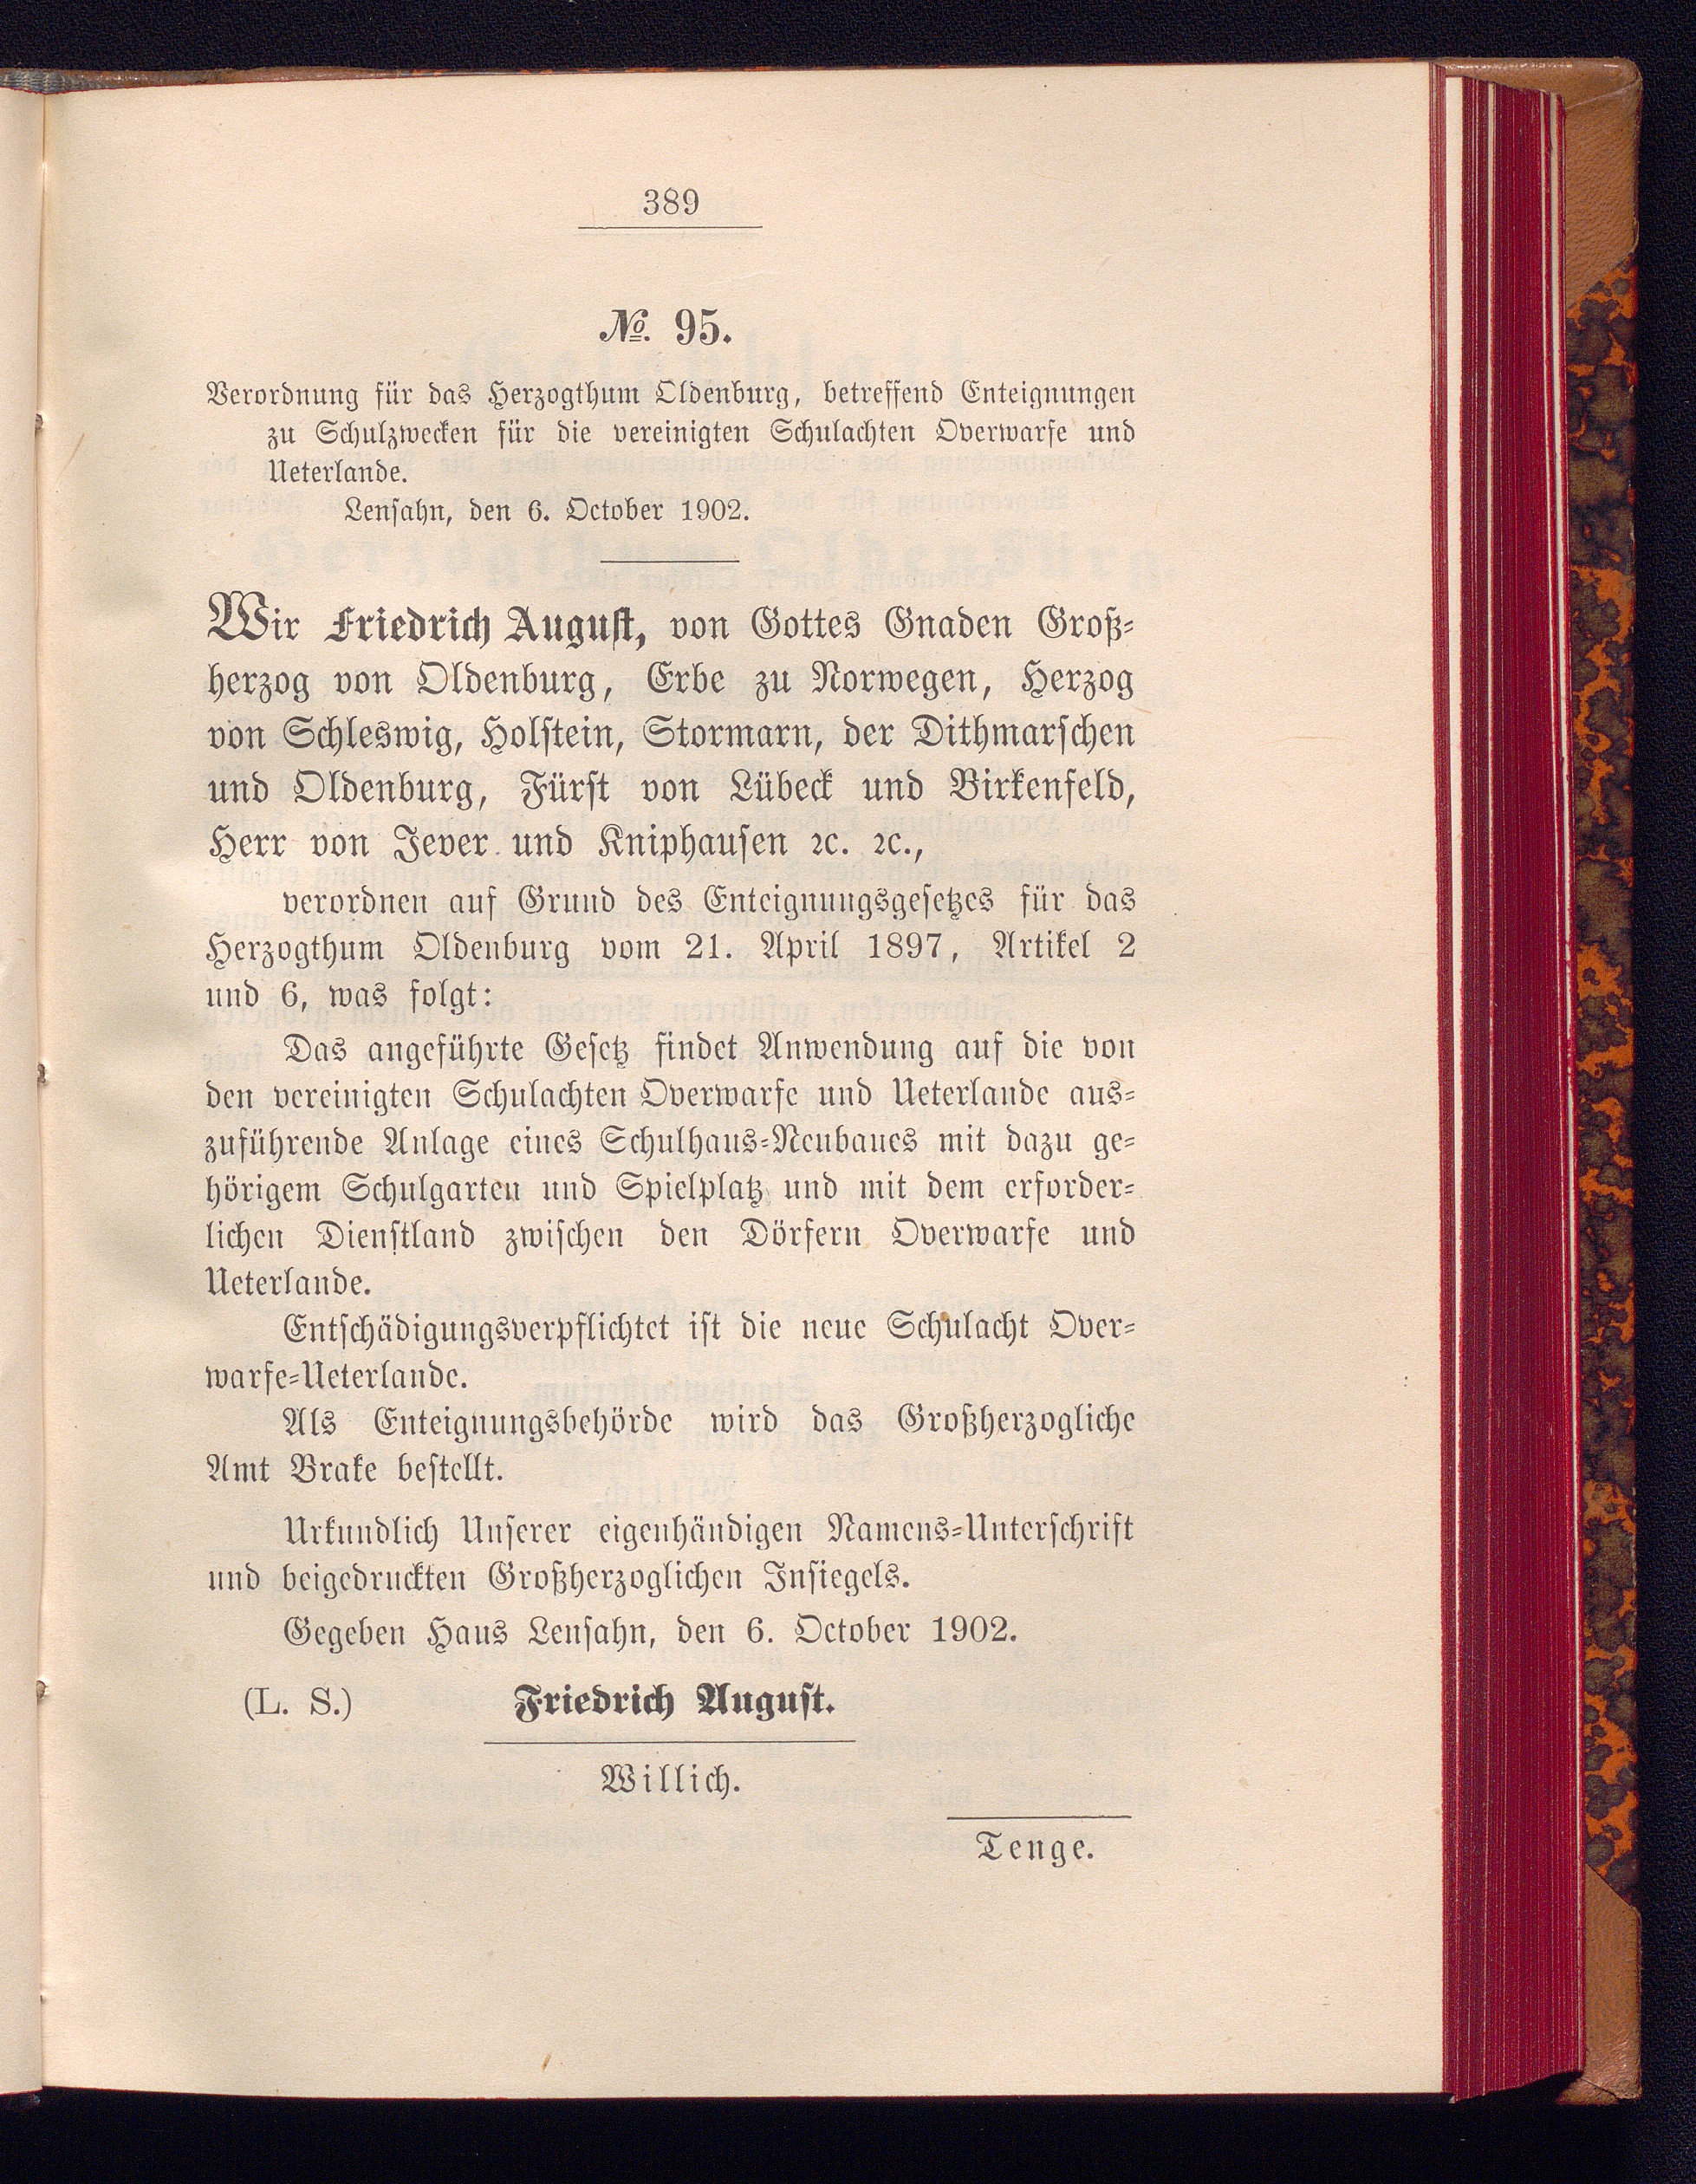 389
№. 95.
Verordnung für das Herzogthum Oldenburg, betreffend Enteignungen
zu Schulzwecken für die vereinigten Schulachten Overwarfe und
Ueterlande.
Lensahn, den 6. October 1902.
Wir Friedrich August, von Gottes Gnaden Groß-
herzog von Oldenburg, Erbe zu Norwegen, Herzog
von Schleswig, Holstein, Stormarn, der Dithmarschen
und Oldenburg, Fürst von Lübeck und Birkenfeld,
Herr von Jever und Kniphausen ꝛc. ꝛc.,
verordnen auf Grund des Enteignungsgesetzes für das
Herzogthum Oldenburg vom 21. April 1897, Artikel 2
und 6, was folgt:
Das angeführte Gesetz findet Anwendung auf die von
den vereinigten Schulachten Overwarfe und Ueterlande aus-
zuführende Anlage eines Schulhaus-Neubaues mit dazu ge-
hörigem Schulgarten und Spielplatz und mit dem erforder-
lichen Dienstland zwischen den Dörfern Overwarfe und
Ueterlande.
Entschädigungsverpflichtet ist die neue Schulacht Over-
warfe-Ueterlande.
Als Enteignungsbehörde wird das Großherzogliche
Amt Brake bestellt.
Urkundlich Unserer eigenhändigen Namens-Unterschrift
und beigedruckten Großherzoglichen Insiegels.
Gegeben Haus Lensahn, den 6. October 1902.
(L. S.) Friedrich August.
Willich.
Tenge.